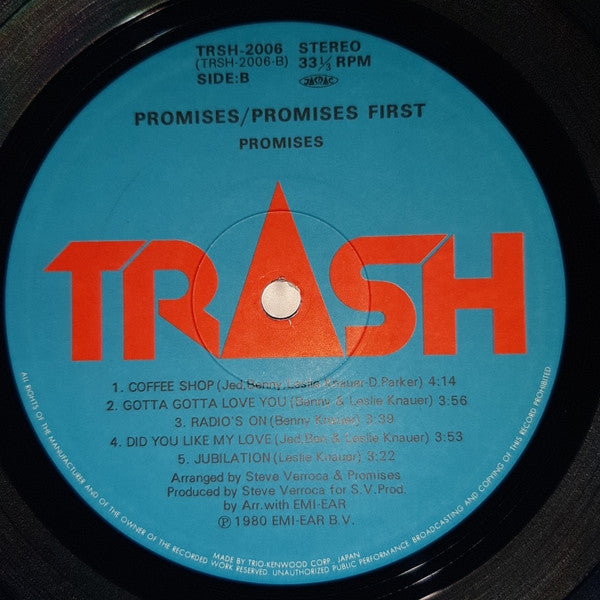 TRSH-2006 STEREO
(TRSH-2006-B) 33⅓ RPM
SIDE:B JASRAC
PROMISES/PROMISES FIRST
PROMISES
TRASH
1. COFFEE SHOP (Jed,Benny,Leslie Knauer-D.Parker) 4:14
2. GOTTA GOTTA LOVE YOU (Benny & Leslie Knauer) 3:56
3. RADIO'S ON (Benny Knauer) 3:39
4. DID YOU LIKE MY LOVE (Jed,Ben & Leslie Knauer) 3:53
5. JUBILATION (Leslie Knauer) 3:22
Arranged by Steve Verroca & Promises
Produced by Steve Verroca for S.V.Prod.
by Arr. with EMI-EAR
℗ 1980 EMI-EAR B.V.
MADE BY TRIO-KENWOOD CORP., JAPAN
ALL RIGHTS OF THE MANUFACTURER AND OF THE OWNER OF THE RECORDED WORK RESERVED. UNAUTHORIZED PUBLIC PERFORMANCE BROADCASTING AND COPYING OF THIS RECORD PROHIBITED